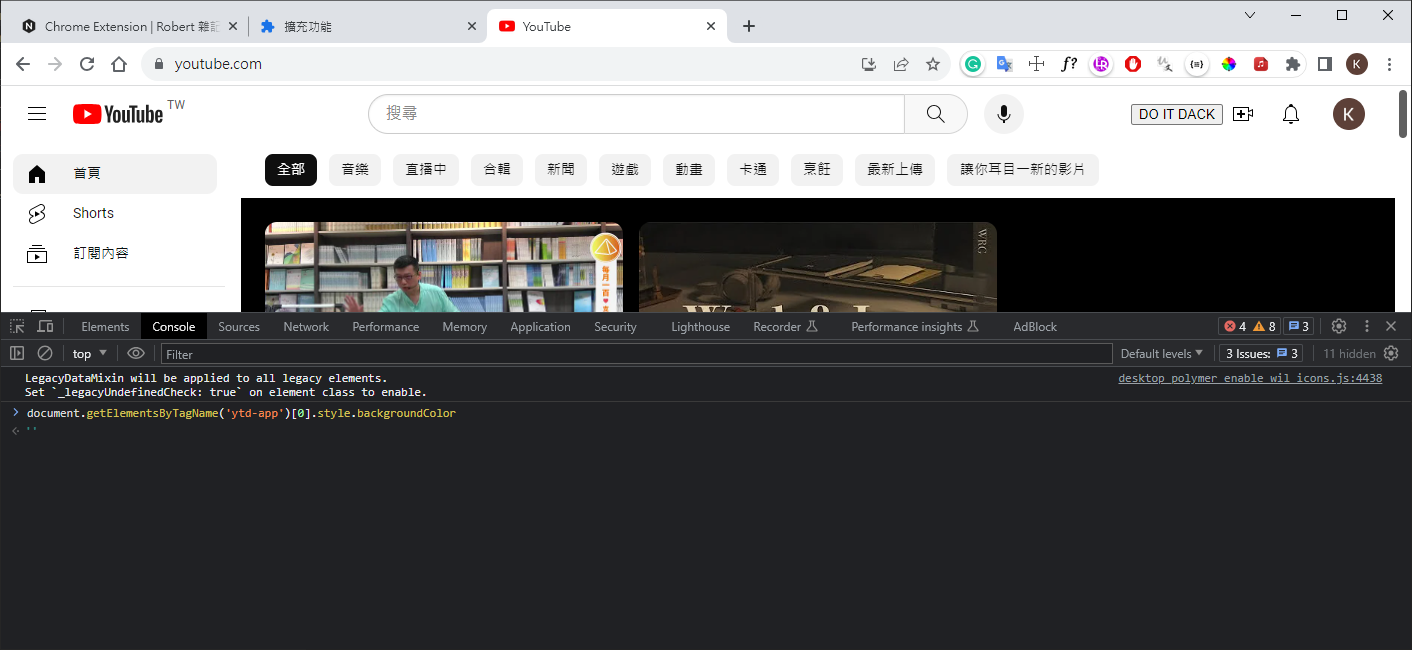 Chrome Extension | Robert 雜記
擴充功能
YouTube
youtube.com
f?
YouTube TW
搜尋
DO IT DACK
K
首頁
Shorts
訂閱內容
全部
音樂
直播中
合輯
新聞
遊戲
動畫
卡通
烹飪
最新上傳
讓你耳目一新的影片
每月一百
WRG
Elements Console Sources Network Performance Memory Application Security Lighthouse Recorder Performance insights AdBlock 4 8 3
top Filter Default levels 3 Issues: 3 11 hidden
LegacyDataMixin will be applied to all legacy elements. desktop_polymer_enable_wil_icons.js:4438
Set `_legacyUndefinedCheck: true` on element class to enable.
> document.getElementsByTagName('ytd-app')[0].style.backgroundColor
''